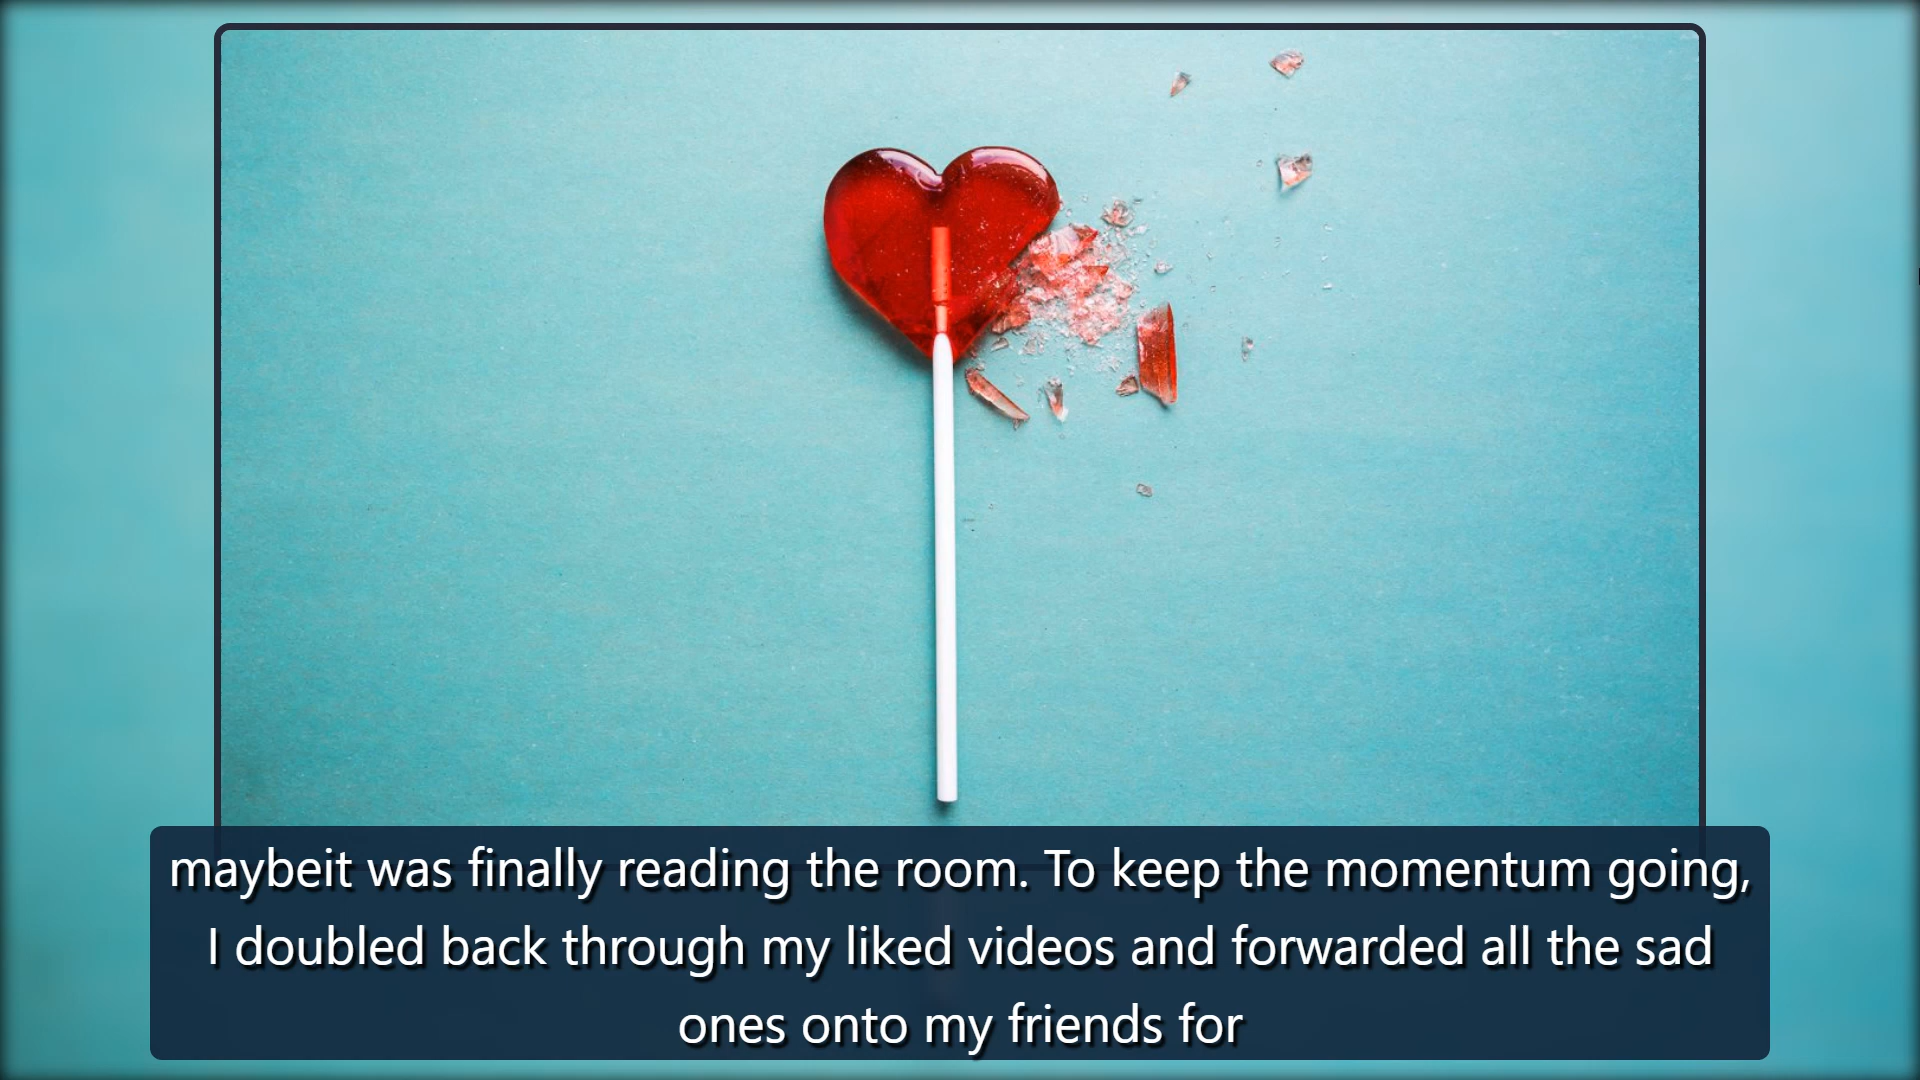 maybeit was finally reading the room. To keep the momentum going,
I doubled back through my liked videos and forwarded all the sad
ones onto my friends for